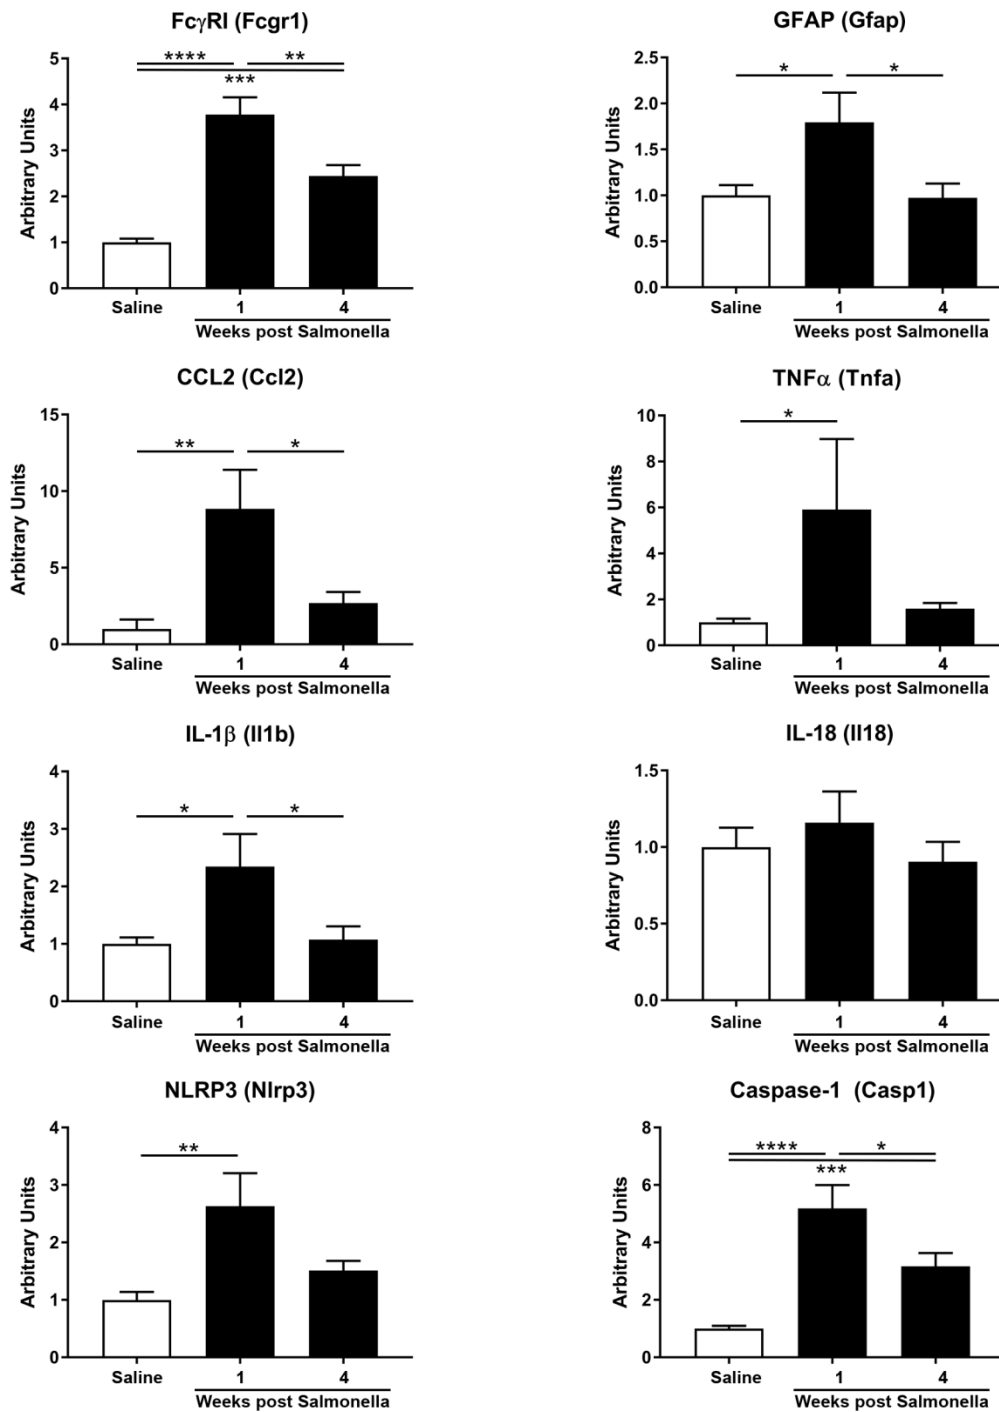 FcγRI (Fcgr1)
Arbitrary Units
5
4
3
2
1
0
****
**
***
Saline
1
4
Weeks post Salmonella
GFAP (Gfap)
Arbitrary Units
2.5
2.0
1.5
1.0
0.5
0.0
*
*
Saline
1
4
Weeks post Salmonella
CCL2 (Ccl2)
Arbitrary Units
15
10
5
0
**
*
Saline
1
4
Weeks post Salmonella
TNFα (Tnfa)
Arbitrary Units
10
8
6
4
2
0
*
Saline
1
4
Weeks post Salmonella
IL-1β (Il1b)
Arbitrary Units
4
3
2
1
0
*
*
Saline
1
4
Weeks post Salmonella
IL-18 (Il18)
Arbitrary Units
1.5
1.0
0.5
0.0
Saline
1
4
Weeks post Salmonella
NLRP3 (Nlrp3)
Arbitrary Units
4
3
2
1
0
**
Saline
1
4
Weeks post Salmonella
Caspase-1 (Casp1)
Arbitrary Units
8
6
4
2
0
****
*
***
Saline
1
4
Weeks post Salmonella